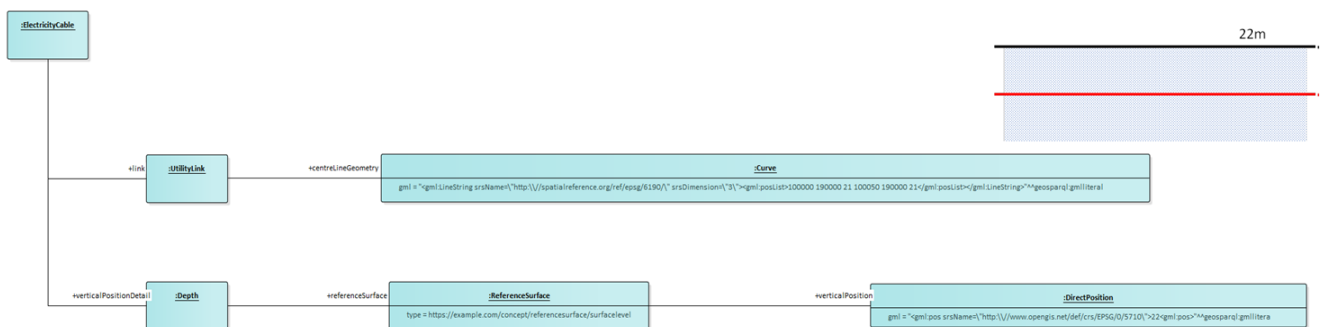 :ElectricityCable
22m
+link
:UtilityLink
+centreLineGeometry
:Curve
gml = "<gml:LineString srsName=\"http:\\//spatialreference.org/ref/epsg/6190/\" srsDimension=\"3\"><gml:posList>100000 190000 21 100050 190000 21</gml:posList></gml:LineString>"^^geosparql:gmlliteral
+verticalPositionDetail
:Depth
+referenceSurface
:ReferenceSurface
type = https://example.com/concept/referencesurface/surfacelevel
+verticalPosition
:DirectPosition
gml = "<gml:pos srsName=\"http:\\//www.opengis.net/def/crs/EPSG/0/5710\">22<gml:pos>"^^geosparql:gmllitera